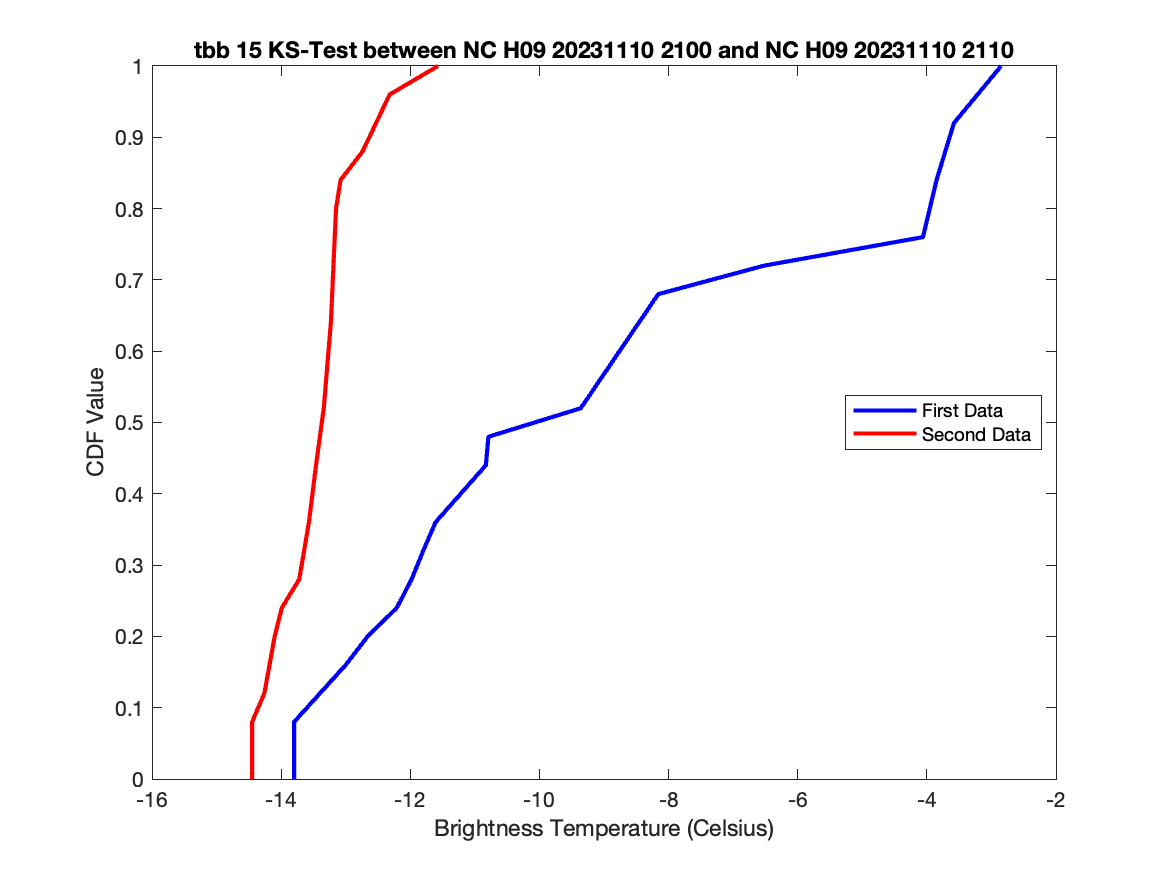 tbb 15 KS-Test between NC H09 20231110 2100 and NC H09 20231110 2110
1
0.9
0.8
0.7
0.6
0.5
0.4
0.3
0.2
0.1
0
CDF Value
First Data
Second Data
-16 -14 -12 -10 -8 -6 -4 -2
Brightness Temperature (Celsius)